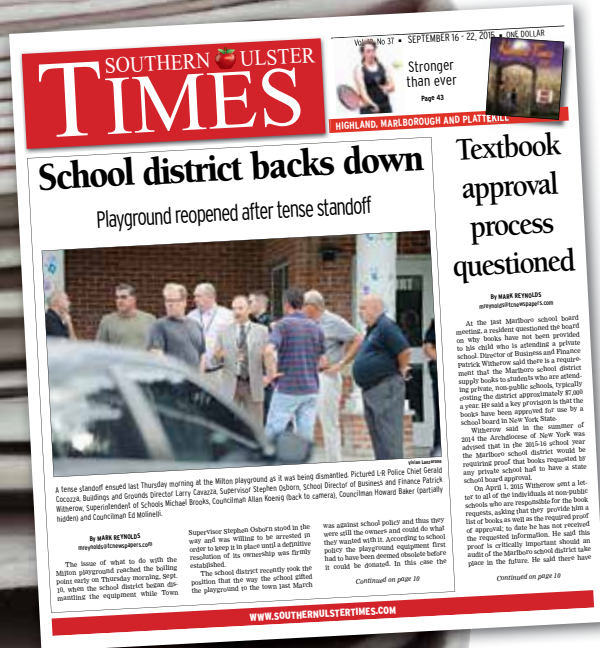 SOUTHERN ULSTER
TIMES
Vol. No 37 ▪ SEPTEMBER 16 - 22, 2015 ▪ ONE DOLLAR
Stronger
than ever
Page 43
HIGHLAND, MARLBOROUGH AND PLATTEKILL
School district backs down
Playground reopened after tense standoff
Vivian Lanzarone
A tense standoff ensued last Thursday morning at the Milton playground as it was being dismantled. Pictured L-R Police Chief Gerald
Cocozza, Buildings and Grounds Director Larry Cavazza, Supervisor Stephen Osborn, School Director of Business and Finance Patrick
Witherow, Superintendent of Schools Michael Brooks, Councilman Allan Koenig (back to camera), Councilman Howard Baker (partially
hidden) and Councilman Ed Molinelli.
By MARK REYNOLDS
mreynolds@tcnewspapers.com
The issue of what to do with the
Milton playground reached the boiling
point early on Thursday morning, Sept.
10, when the school district began dis-
mantling the equipment while Town
Supervisor Stephen Osborn stood in the
way and was willing to be arrested in
order to keep it in place until a definitive
resolution of its ownership was firmly
established.
The school district recently took the
position that the way the school gifted
the playground to the town last March
was against school policy and thus they
were still the owners and could do what
they wanted with it. According to school
policy the playground equipment first
had to have been deemed obsolete before
it could be donated. In this case the
Continued on page 10
Textbook
approval
process
questioned
By MARK REYNOLDS
mreynolds@tcnewspapers.com
At the last Marlboro school board
meeting, a resident questioned the board
on why books have not been provided
to his child who is attending a private
school. Director of Business and Finance
Patrick Witherow said there is a require-
ment that the Marlboro school district
supply books to students who are attend-
ing private, non-public schools, typically
costing the district approximately $7,000
a year. He said a key provision is that the
books have been approved for use by a
school board in New York State.
Witherow said in the summer of
2014 the Archdiocese of New York was
advised that in the 2015-16 school year
the Marlboro school district would be
requiring proof that books requested by
any private school had to have a state
school board approval.
On April 1, 2015 Witherow sent a let-
ter to all of the individuals at non-public
schools who are responsible for the book
requests, asking that they provide him a
list of books as well as the required proof
of approval; to date he has not received
the requested information. He said this
proof is critically important should an
audit of the Marlboro school district take
place in the future. He said there have
Continued on page 10
WWW.SOUTHERNULSTERTIMES.COM